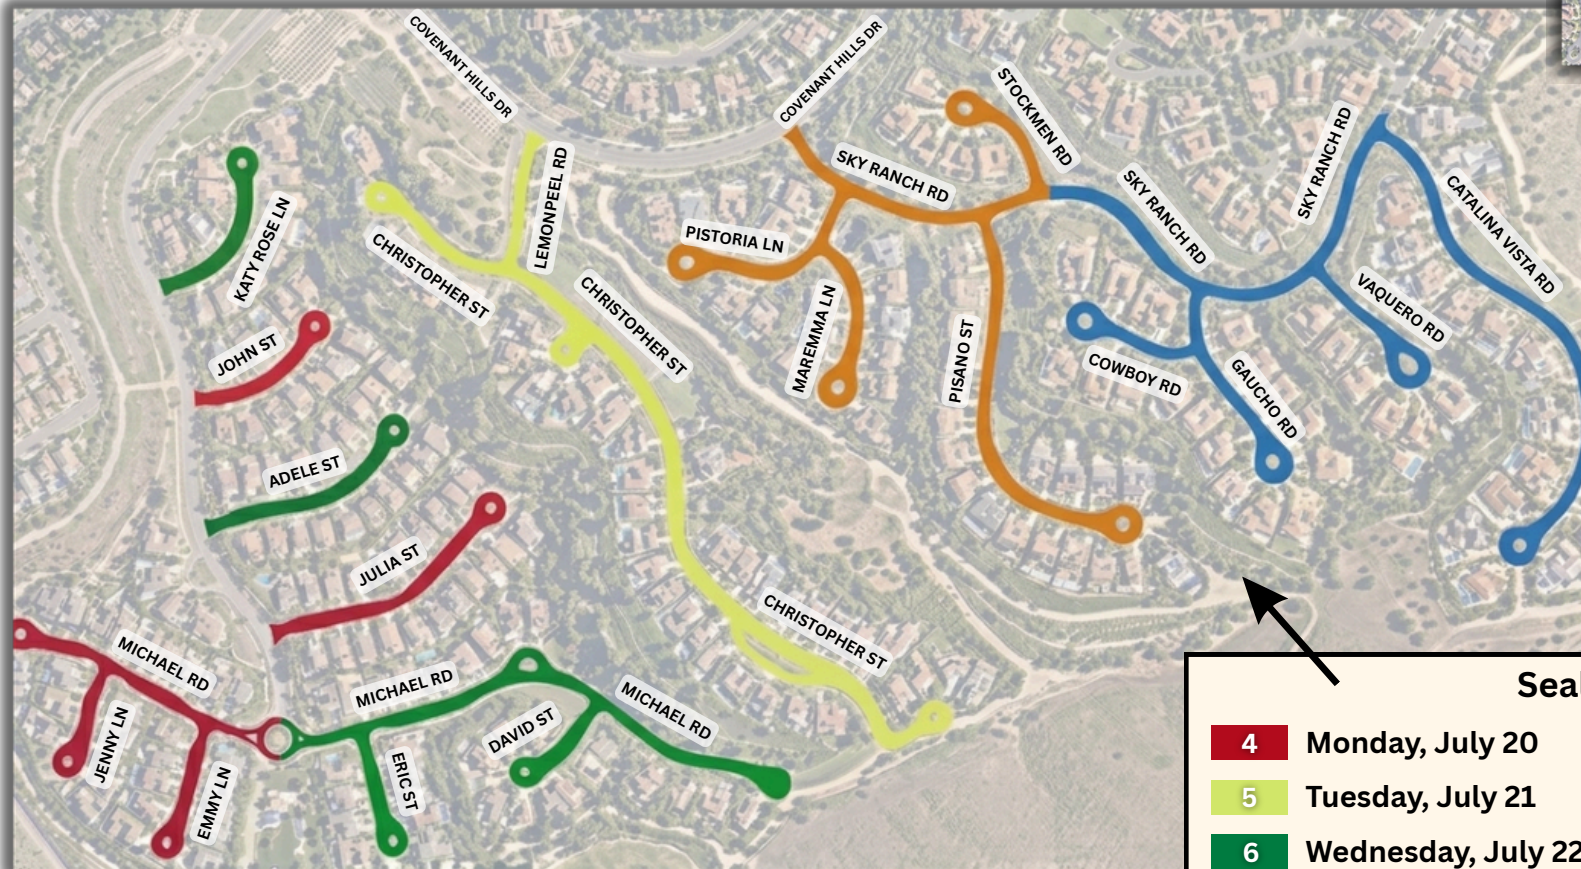 COVENANT HILLS DR
COVENANT HILLS DR
STOCKMEN RD
SKY RANCH RD
LEMONPEEL RD
SKY RANCH RD
SKY RANCH RD
CATALINA VISTA RD
KATY ROSE LN
CHRISTOPHER ST
PISTORIA LN
CHRISTOPHER ST
MAREMMA LN
VAQUERO RD
JOHN ST
PISANO ST
COWBOY RD
GAUCHO RD
ADELE ST
JULIA ST
CHRISTOPHER ST
MICHAEL RD
MICHAEL RD
MICHAEL RD
DAVID ST
JENNY LN
EMMY LN
ERIC ST
4 Monday, July 20
5 Tuesday, July 21
6 Wednesday, July 22